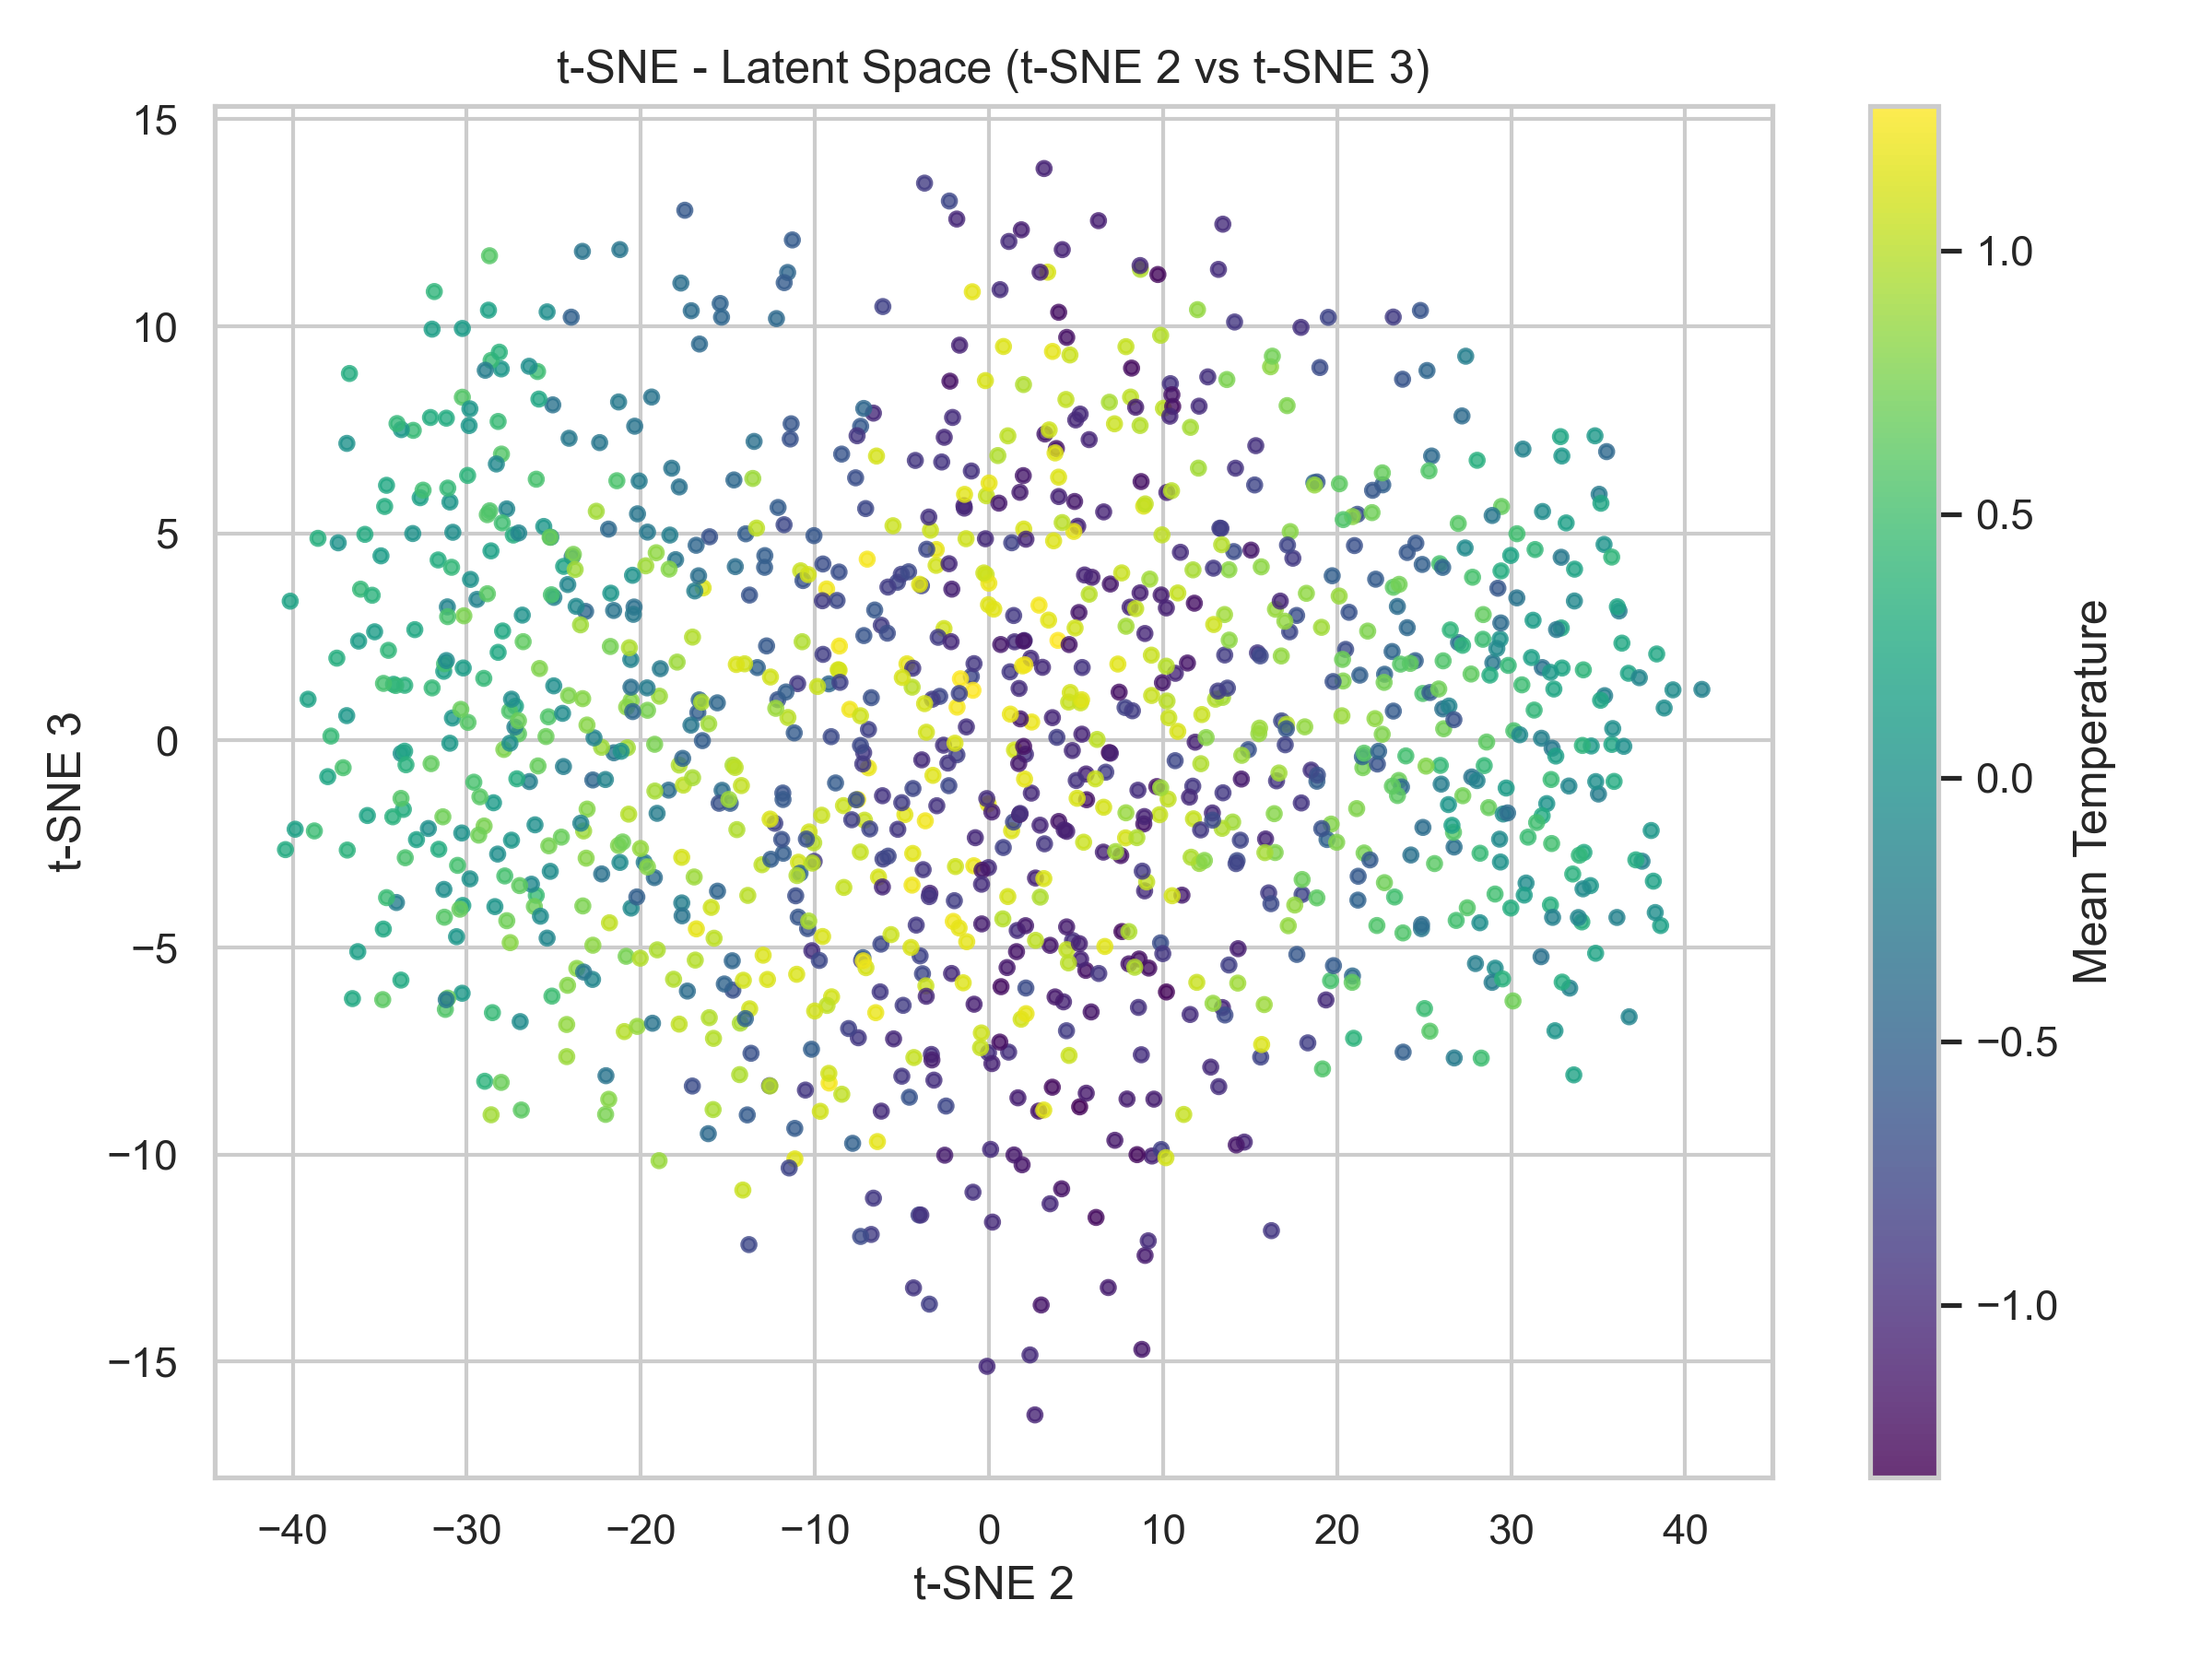 t-SNE - Latent Space (t-SNE 2 vs t-SNE 3)
15
10
5
0
−5
−10
−15
t-SNE 3
−40 −30 −20 −10 0 10 20 30 40
t-SNE 2
1.0
0.5
0.0
−0.5
−1.0
Mean Temperature